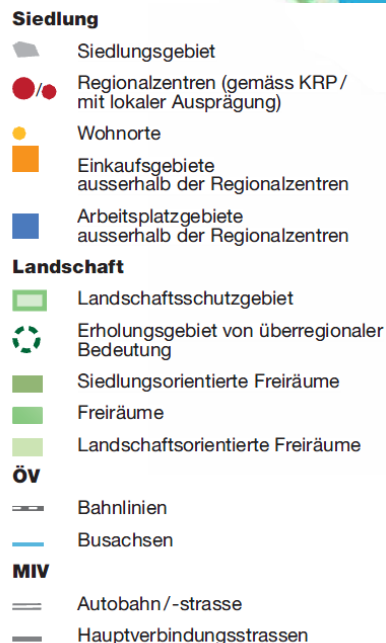 Siedlung
Siedlungsgebiet
Regionalzentren (gemäss KRP/
mit lokaler Ausprägung)
Wohnorte
Einkaufsgebiete
ausserhalb der Regionalzentren
Arbeitsplatzgebiete
ausserhalb der Regionalzentren
Landschaft
Landschaftsschutzgebiet
Erholungsgebiet von überregionaler
Bedeutung
Siedlungsorientierte Freiräume
Freiräume
Landschaftsorientierte Freiräume
ÖV
Bahnlinien
Busachsen
MIV
Autobahn/-strasse
Hauptverbindungsstrassen